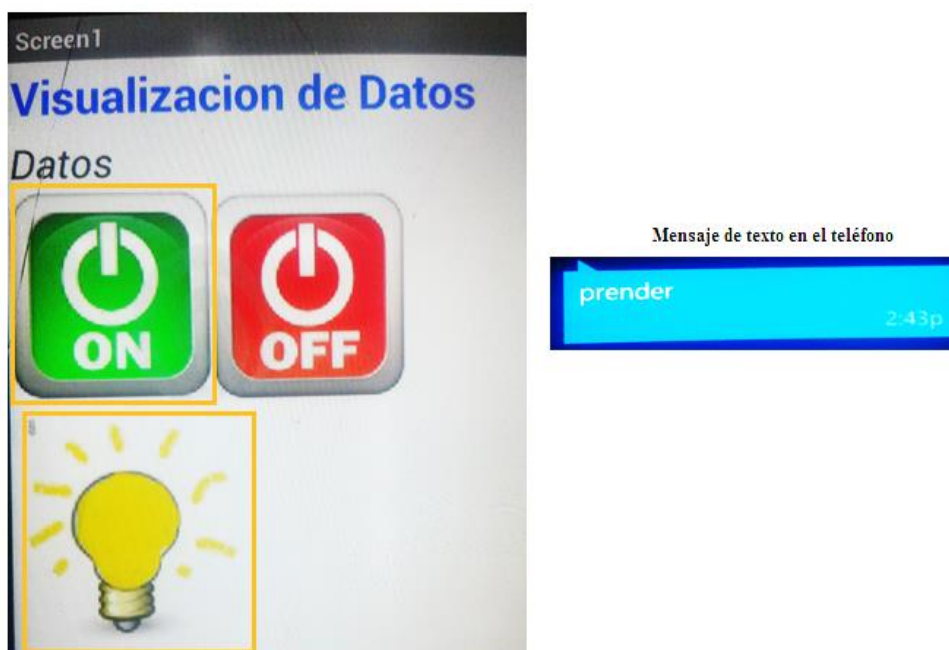 Screen1
Visualizacion de Datos
Datos
ON
OFF
Mensaje de texto en el teléfono
prender
2:43p